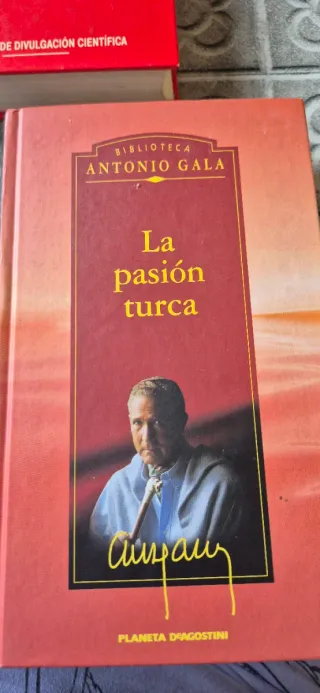 DE DIVULGACIÓN CIENTÍFICA
BIBLIOTECA
ANTONIO GALA
La
pasión
turca
PLANETA DEAGOSTINI